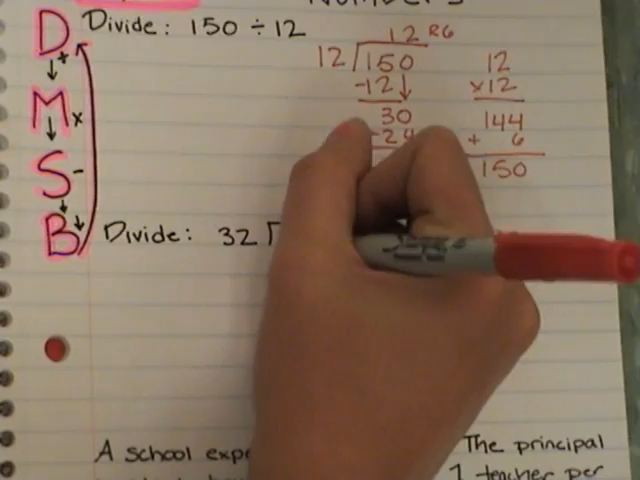 Divide: 150 ÷ 12
D ÷
M x
S -
B ↓
12 R6
12 150
-12
30
-24
12
x12
144
+ 6
150
Divide: 32
A school
The principal
1 teacher per